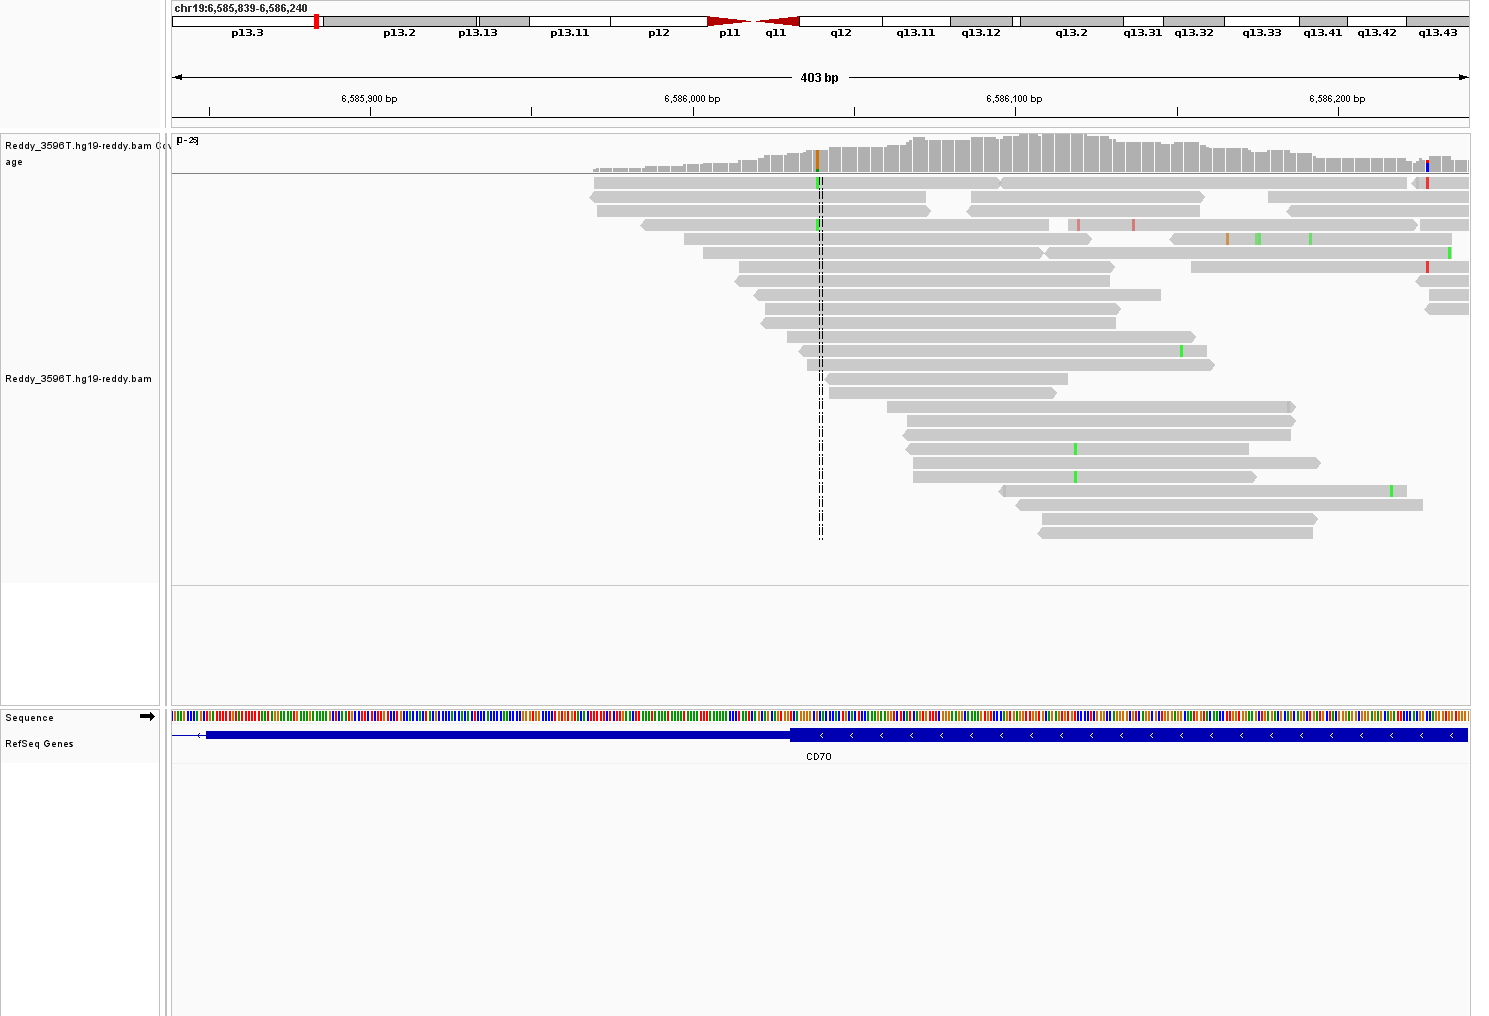 chr19:6,585,839-6,586,240
p13.3 p13.2 p13.13 p13.11 p12 p11 q11 q12 q13.11 q13.12 q13.2 q13.31 q13.32 q13.33 q13.41 q13.42 q13.43
403 bp
6,585,900 bp 6,586,000 bp 6,586,100 bp 6,586,200 bp
[0-25]
Reddy_3596T.hg19-reddy.bam Cov
age
Reddy_3596T.hg19-reddy.bam
Sequence
RefSeq Genes
CD70